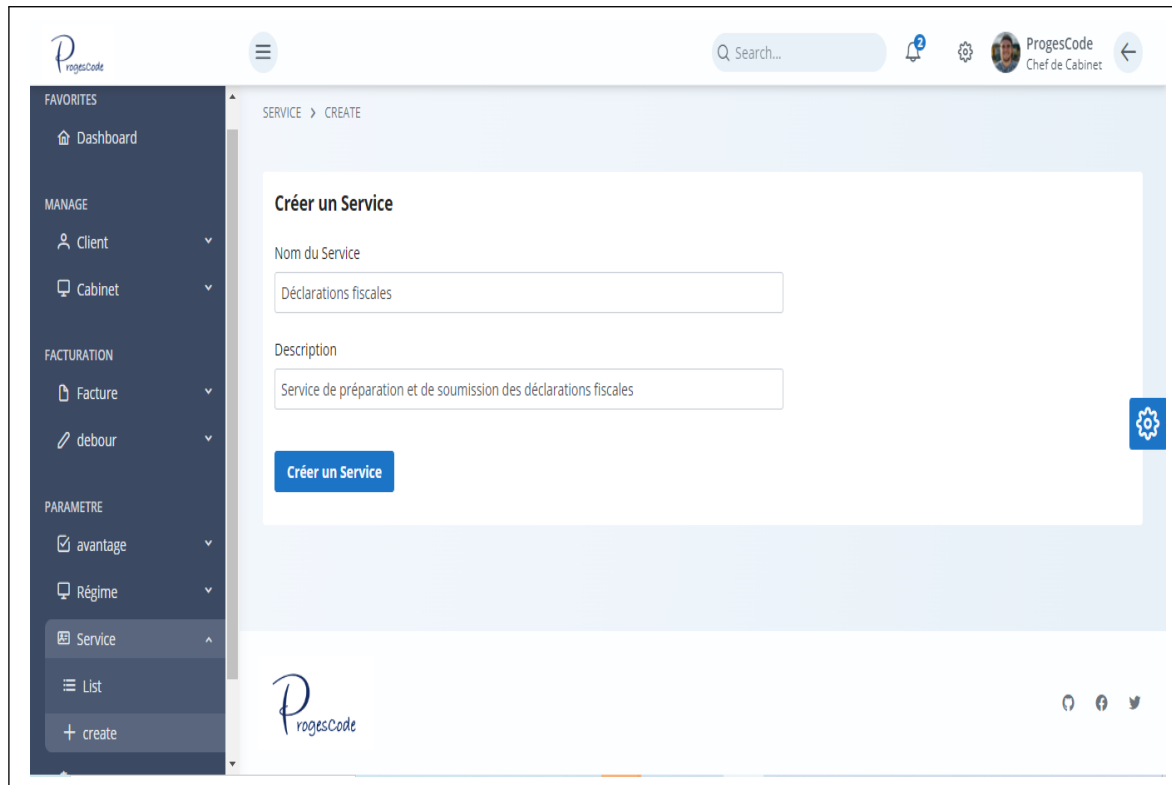 ProgesCode
Search...
2
ProgesCode
Chef de Cabinet
FAVORITES
Dashboard
MANAGE
Client
Cabinet
FACTURATION
Facture
debour
PARAMETRE
avantage
Régime
Service
List
create
SERVICE > CREATE
Créer un Service
Nom du Service
Déclarations fiscales
Description
Service de préparation et de soumission des déclarations fiscales
Créer un Service
ProgesCode